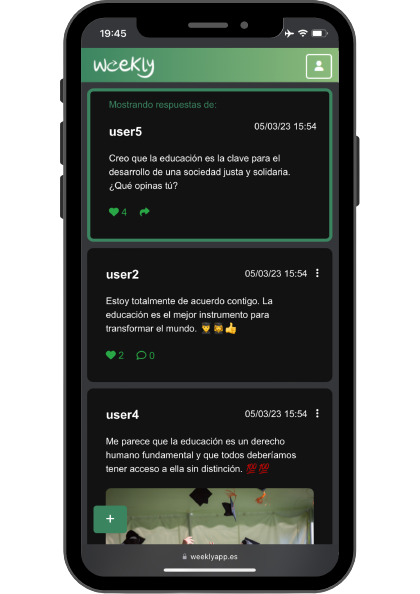 19:45
weekly
Mostrando respuestas de:
user5 05/03/23 15:54
Creo que la educación es la clave para el
desarrollo de una sociedad justa y solidaria.
¿Qué opinas tú?
4
user2 05/03/23 15:54
Estoy totalmente de acuerdo contigo. La
educación es el mejor instrumento para
transformar el mundo. 👨‍🎓👩‍🎓👍
2 0
user4 05/03/23 15:54
Me parece que la educación es un derecho
humano fundamental y que todos deberíamos
tener acceso a ella sin distinción. 💯 💯
+
weeklyapp.es